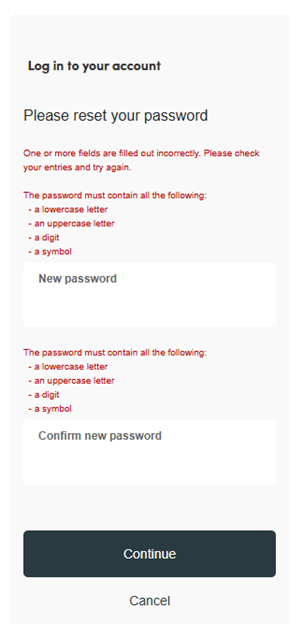 Log in to your account
Please reset your password
One or more fields are filled out incorrectly. Please check
your entries and try again.
The password must contain all the following:
- a lowercase letter
- an uppercase letter
- a digit
- a symbol
New password
The password must contain all the following:
- a lowercase letter
- an uppercase letter
- a digit
- a symbol
Confirm new password
Continue
Cancel